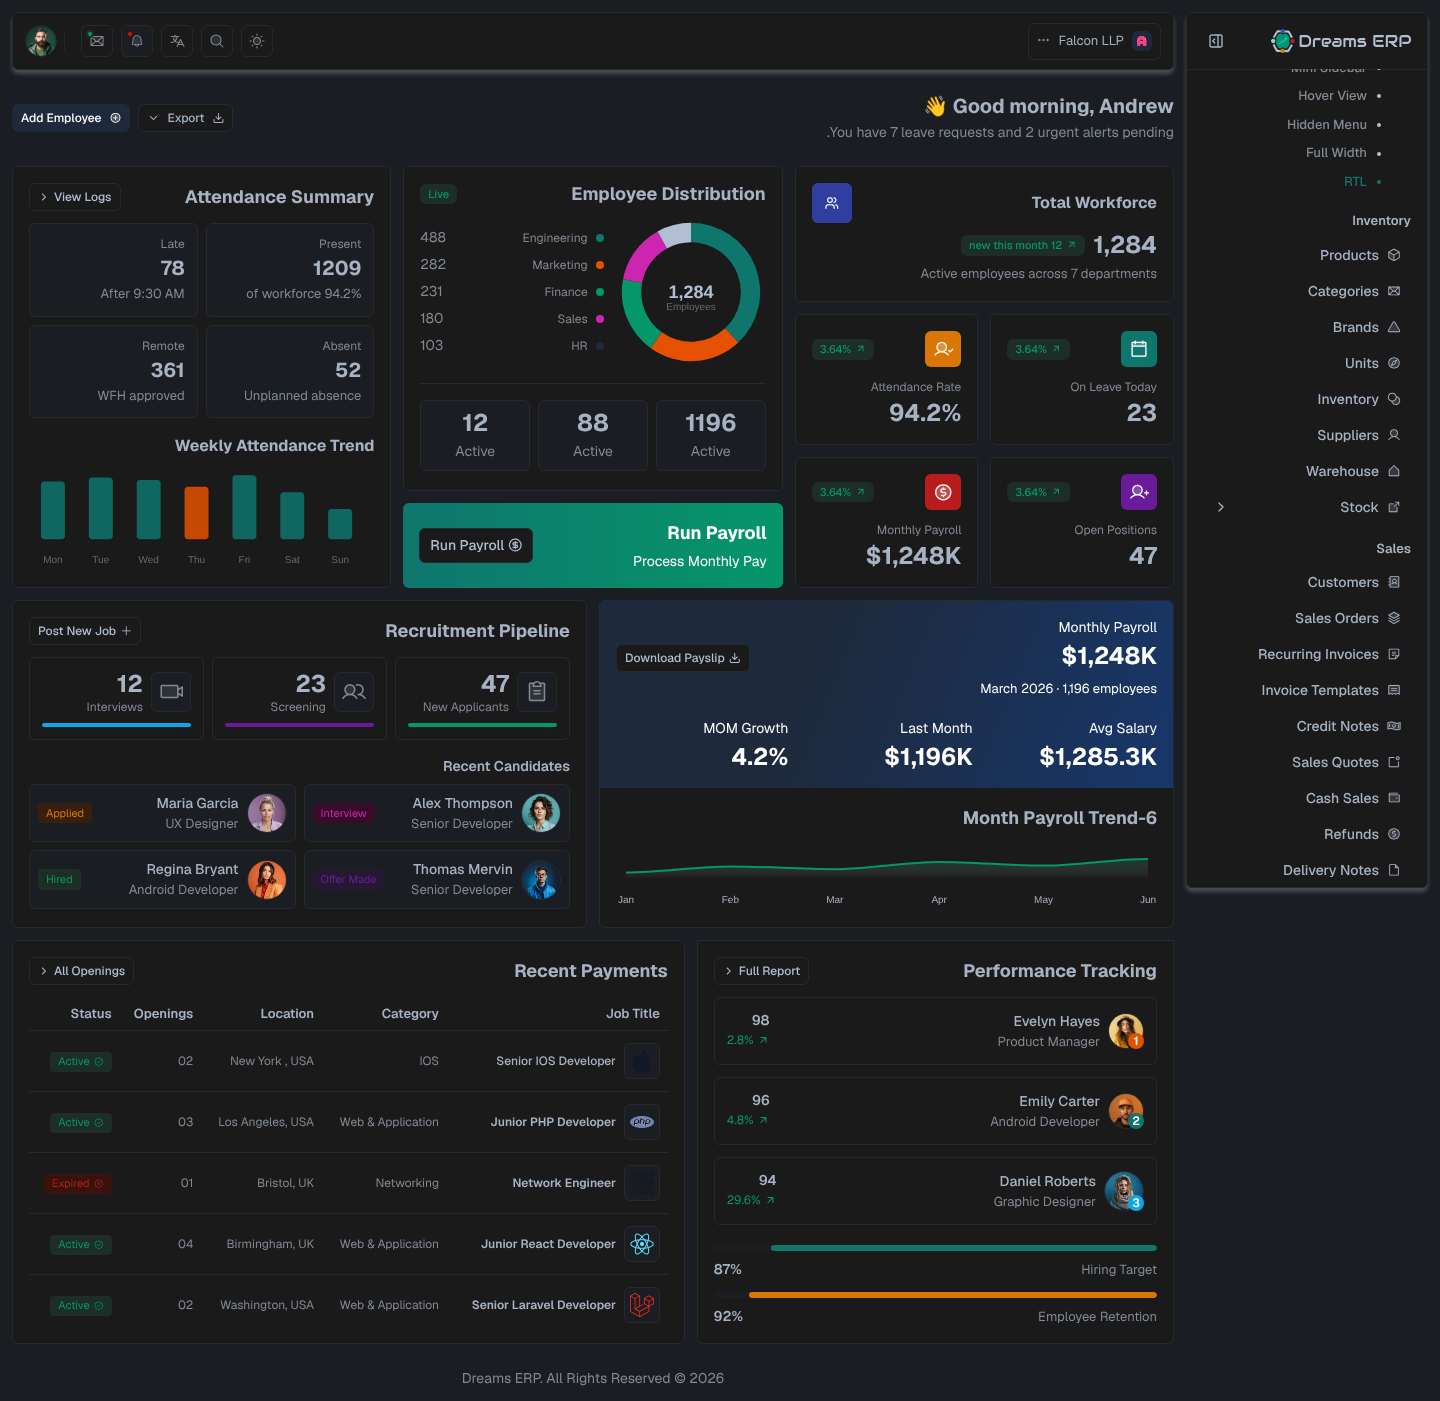 Falcon LLP
Dreams ERP
👋 Good morning, Andrew
.You have 7 leave requests and 2 urgent alerts pending
Add Employee
Export
Total Workforce
new this month 12
1,284
Active employees across 7 departments
On Leave Today
3.64%
23
Attendance Rate
3.64%
94.2%
Open Positions
3.64%
47
Monthly Payroll
3.64%
$1,248K
Employee Distribution
Live
Engineering
488
Marketing
282
Finance
231
Sales
180
HR
103
1,284
Employees
1196
Active
88
Active
12
Active
Run Payroll
Process Monthly Pay
Run Payroll
Attendance Summary
View Logs
Present
1209
of workforce 94.2%
Late
78
After 9:30 AM
Absent
52
Unplanned absence
Remote
361
WFH approved
Weekly Attendance Trend
Mon Tue Wed Thu Fri Sat Sun
Monthly Payroll
$1,248K
March 2026 · 1,196 employees
Download Payslip
Avg Salary
$1,285.3K
Last Month
$1,196K
MOM Growth
4.2%
Month Payroll Trend-6
Jan Feb Mar Apr May Jun
Recruitment Pipeline
Post New Job
47
New Applicants
23
Screening
12
Interviews
Recent Candidates
Alex Thompson
Senior Developer
Interview
Maria Garcia
UX Designer
Applied
Thomas Mervin
Senior Developer
Offer Made
Regina Bryant
Android Developer
Hired
Performance Tracking
Full Report
Evelyn Hayes
Product Manager
1
98
2.8%
Emily Carter
Android Developer
2
96
4.8%
Daniel Roberts
Graphic Designer
3
94
29.6%
Hiring Target
87%
Employee Retention
92%
Recent Payments
All Openings
Job Title Category Location Openings Status
Senior IOS Developer IOS New York , USA 02 Active
php
Junior PHP Developer Web & Application Los Angeles, USA 03 Active
Network Engineer Networking Bristol, UK 01 Expired
Junior React Developer Web & Application Birmingham, UK 04 Active
Senior Laravel Developer Web & Application Washington, USA 02 Active
Dreams ERP. All Rights Reserved © 2026
Mini Sidebar
Hover View
Hidden Menu
Full Width
RTL
Inventory
Products
Categories
Brands
Units
Inventory
Suppliers
Warehouse
Stock
Sales
Customers
Sales Orders
Recurring Invoices
Invoice Templates
Credit Notes
Sales Quotes
Cash Sales
Refunds
Delivery Notes